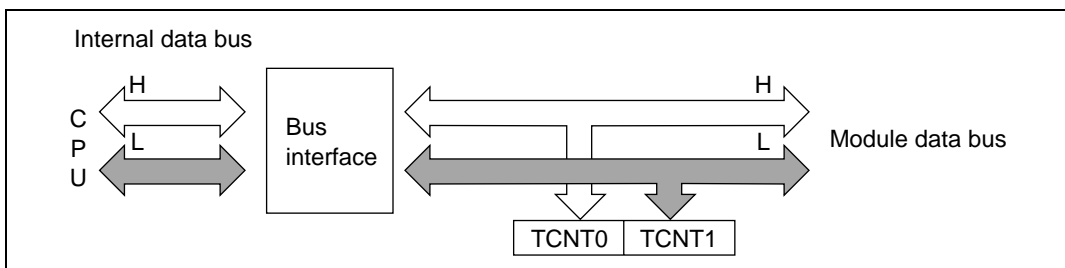 Internal data bus
H
H
C
P
U
Bus
interface
L
L
Module data bus
TCNT0
TCNT1